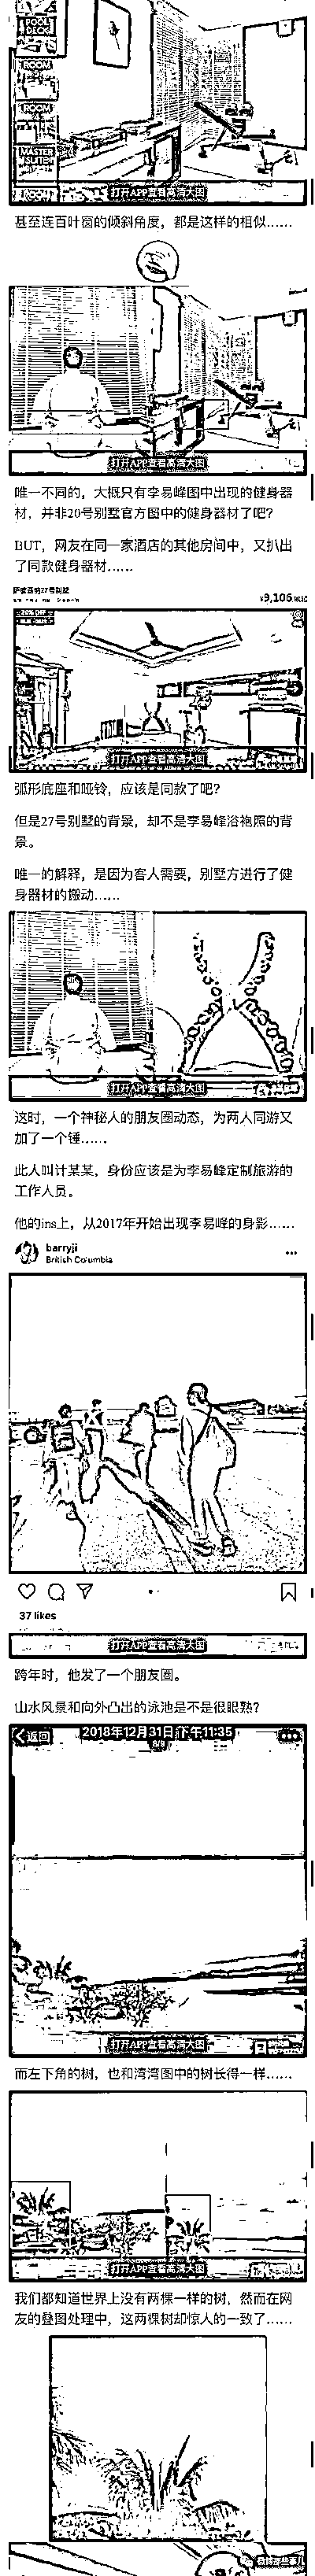 POOL
DECK
ROOM
ROOM
MASTER
SUITE
ROOM
打开APP查看高清大图
甚至连百叶窗的倾斜角度，都是这样的相似……
打开APP查看高清大图
唯一不同的，大概只有李易峰图中出现的健身器
材，并非20号别墅官方图中的健身器材了吧？
BUT，网友在同一家酒店的其他房间中，又扒出
了同款健身器材……
¥9,106
打开APP查看高清大图
弧形底座和哑铃，应该是同款了吧？
但是27号别墅的背景，却不是李易峰浴袍照的背
景。
唯一的解释，是因为客人需要，别墅方进行了健
身器材的搬动……
打开APP查看高清大图
这时，一个神秘人的朋友圈动态，为两人同游又
加了一个锤……
此人叫计某某，身份应该是为李易峰定制旅游的
工作人员。
他的ins上，从2017年开始出现李易峰的身影……
barryji
British Columbia
37 likes
打开APP查看高清大图
跨年时，他发了一个朋友圈。
山水风景和向外凸出的泳池是不是很眼熟？
返回
2018年12月31日 下午11:35
打开APP查看高清大图
而左下角的树，也和湾湾图中的树长得一样……
打开APP查看高清大图
我们都知道世界上没有两棵一样的树，然而在网
友的叠图处理中，这两棵树却惊人的一致了……